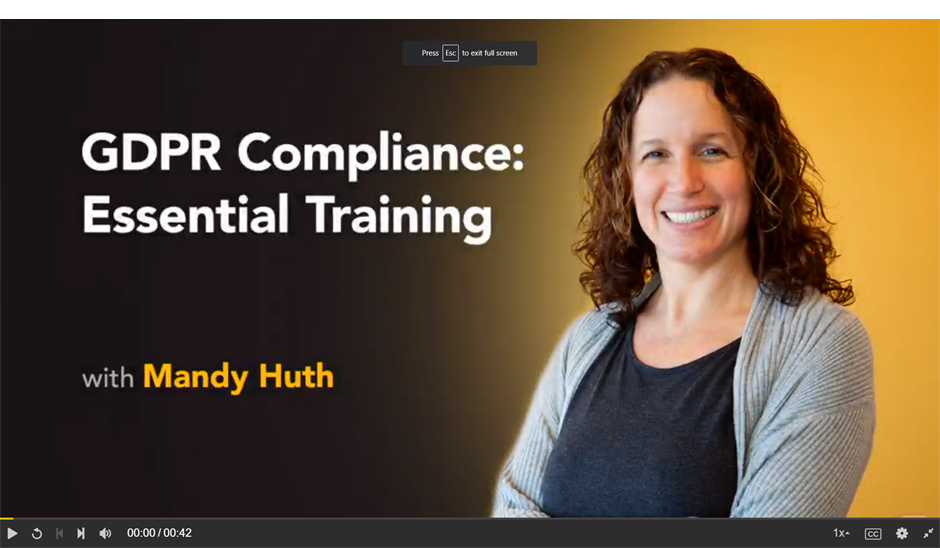 Press Esc to exit full screen
GDPR Compliance:
Essential Training
with Mandy Huth
00:00 / 00:42
1x
CC